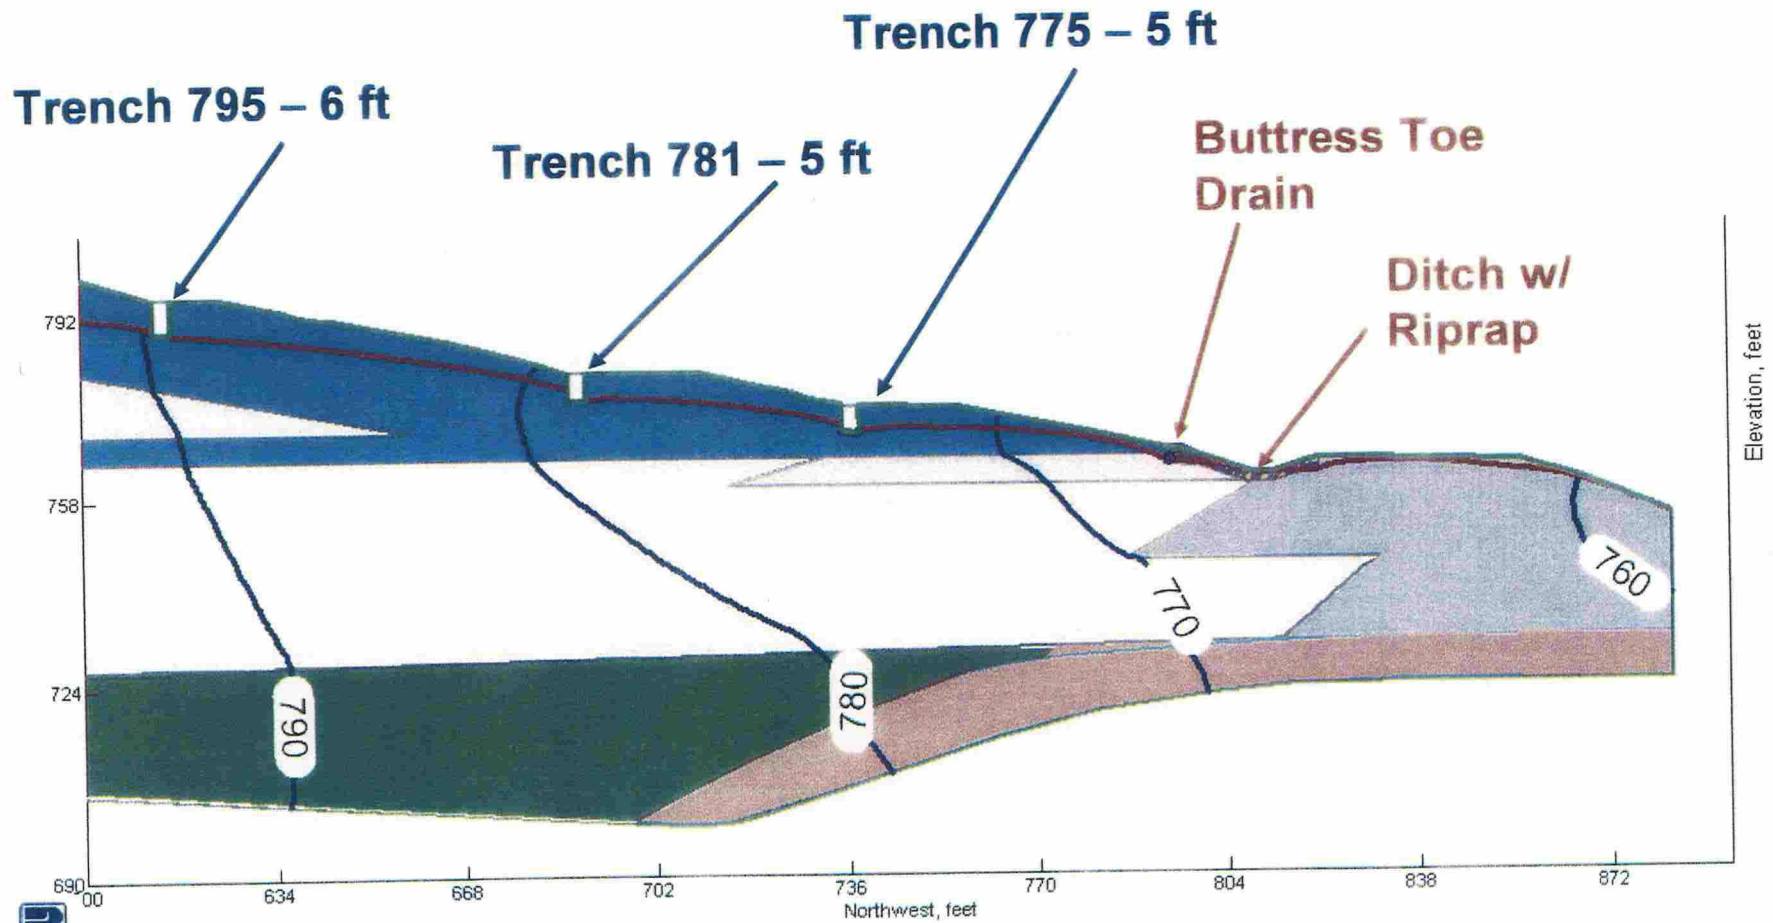 Trench 775 – 5 ft
Trench 795 – 6 ft
Trench 781 – 5 ft
Buttress Toe
Drain
Ditch w/
Riprap
792
758
724
690
790
780
770
760
00
634
668
702
736
770
804
838
872
Northwest, feet
Elevation, feet